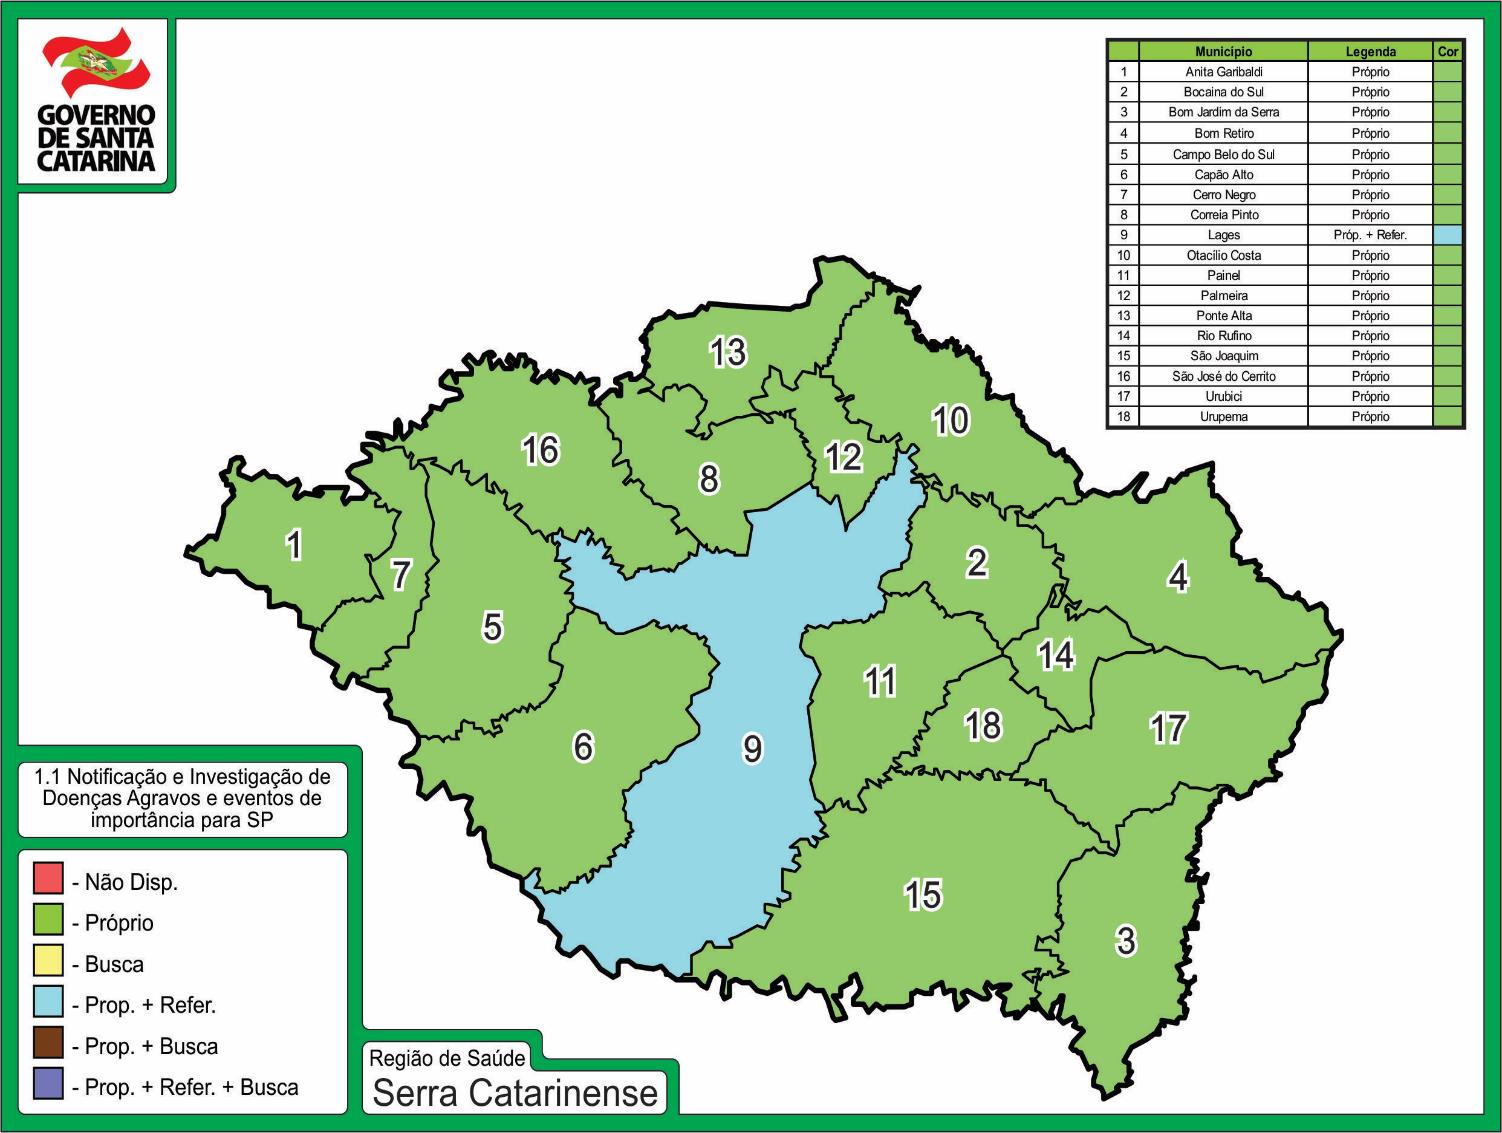 GOVERNO
DE SANTA
CATARINA
Município Legenda Cor
1 Anita Garibaldi Próprio
2 Bocaina do Sul Próprio
3 Bom Jardim da Serra Próprio
4 Bom Retiro Próprio
5 Campo Belo do Sul Próprio
6 Capão Alto Próprio
7 Cerro Negro Próprio
8 Correia Pinto Próprio
9 Lages Próp. + Refer.
10 Otacílio Costa Próprio
11 Painel Próprio
12 Palmeira Próprio
13 Ponte Alta Próprio
14 Rio Rufino Próprio
15 São Joaquim Próprio
16 São José do Cerrito Próprio
17 Urubici Próprio
18 Urupema Próprio
13
10
16
12
8
1
2
7
4
5
14
11
18
17
6
9
15
3
1.1 Notificação e Investigação de
Doenças Agravos e eventos de
importância para SP
- Não Disp.
- Próprio
- Busca
- Prop. + Refer.
- Prop. + Busca
- Prop. + Refer. + Busca
Região de Saúde
Serra Catarinense